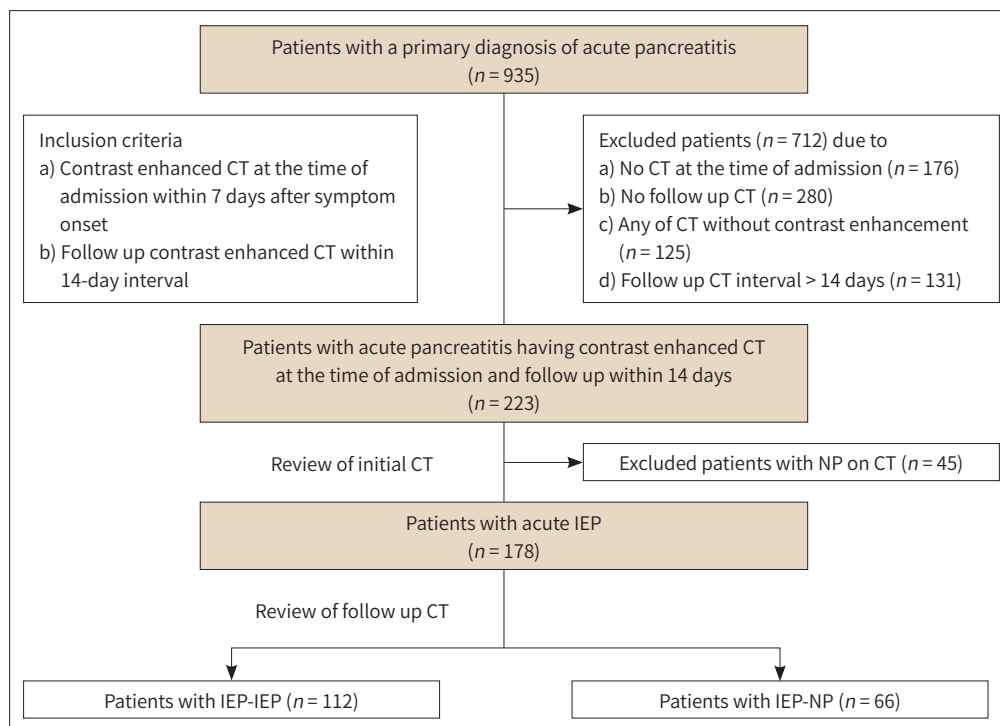 Patients with a primary diagnosis of acute pancreatitis
(n = 935)
Inclusion criteria
a) Contrast enhanced CT at the time of
admission within 7 days after symptom
onset
b) Follow up contrast enhanced CT within
14-day interval
Excluded patients (n = 712) due to
a) No CT at the time of admission (n = 176)
b) No follow up CT (n = 280)
c) Any of CT without contrast enhancement
(n = 125)
d) Follow up CT interval > 14 days (n = 131)
Patients with acute pancreatitis having contrast enhanced CT
at the time of admission and follow up within 14 days
(n = 223)
Review of initial CT
Excluded patients with NP on CT (n = 45)
Patients with acute IEP
(n = 178)
Review of follow up CT
Patients with IEP-IEP (n = 112)
Patients with IEP-NP (n = 66)